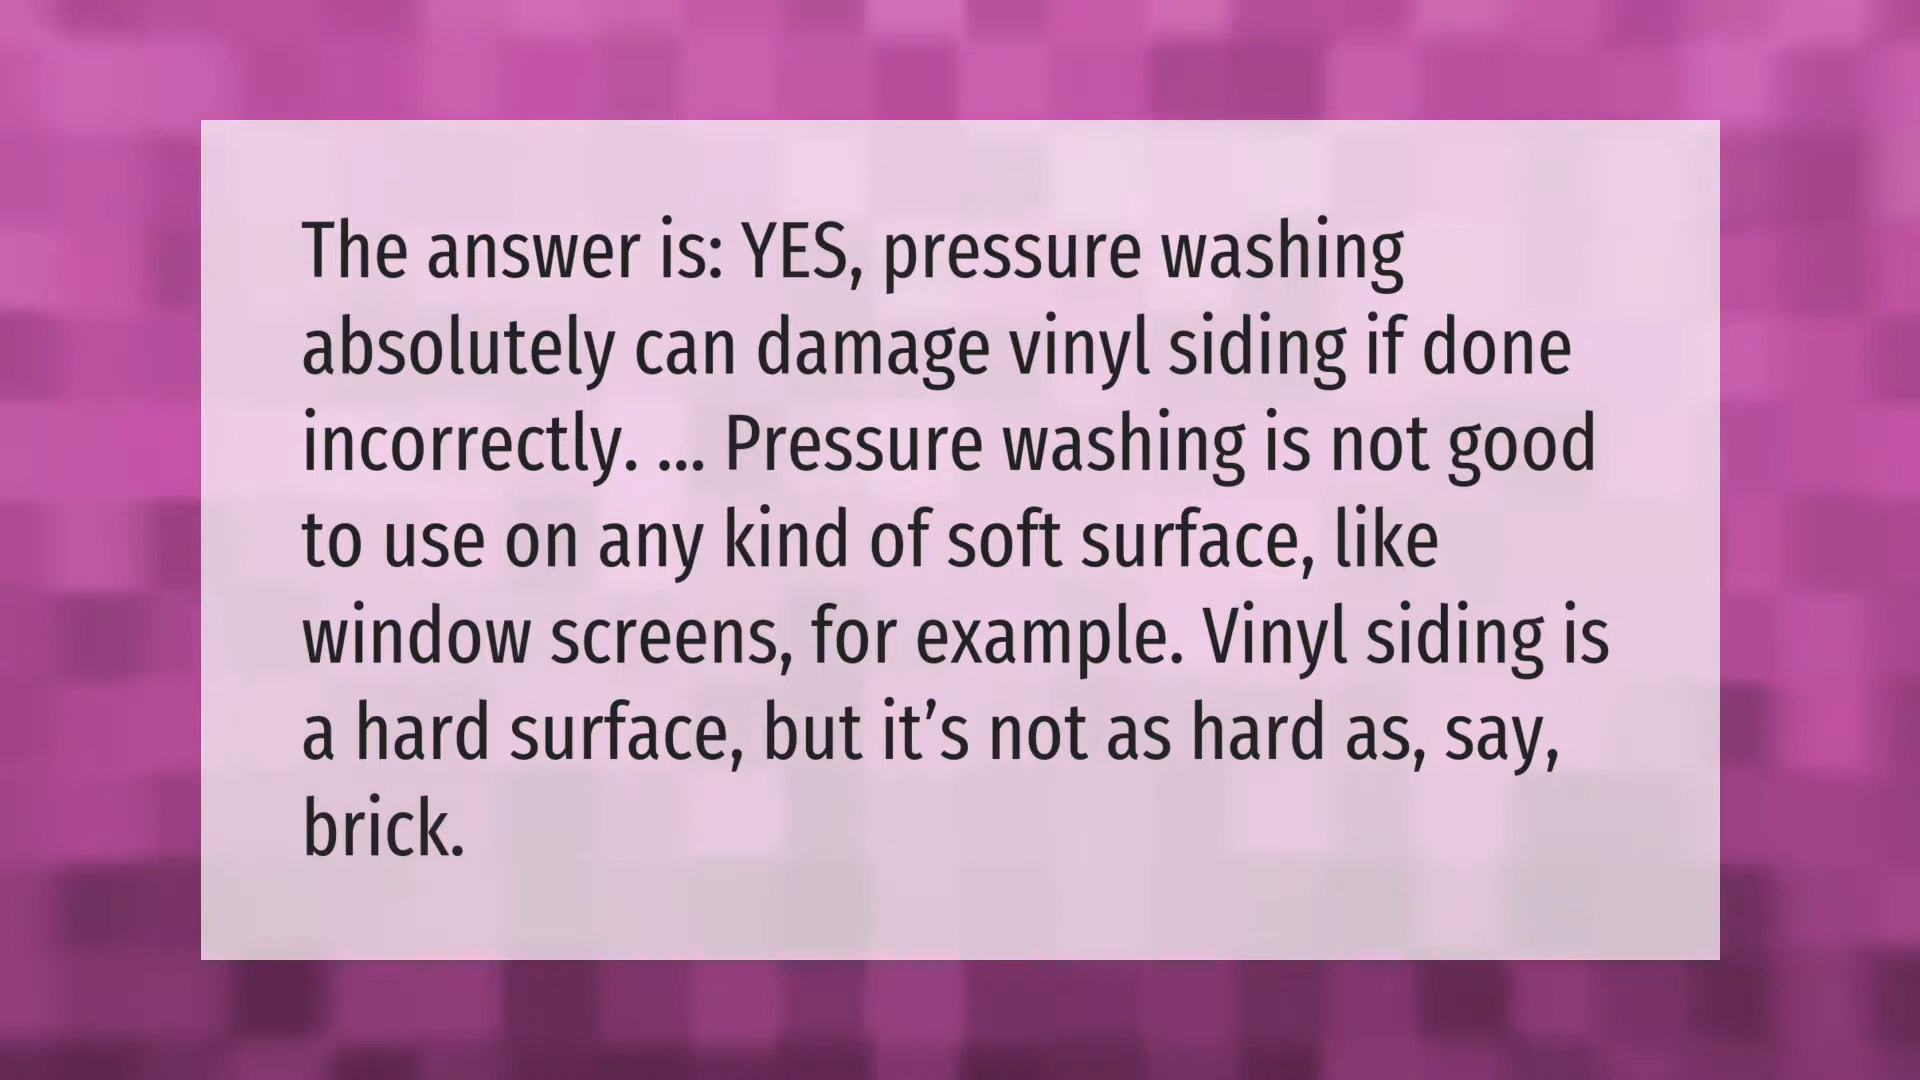 The answer is: YES, pressure washing
absolutely can damage vinyl siding if done
incorrectly. ... Pressure washing is not good
to use on any kind of soft surface, like
window screens, for example. Vinyl siding is
a hard surface, but it’s not as hard as, say,
brick.